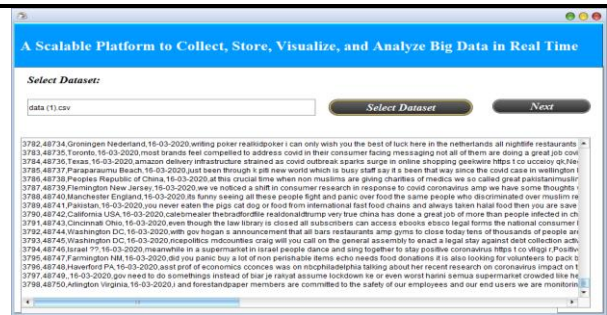 A Scalable Platform to Collect, Store, Visualize, and Analyze Big Data in Real Time
Select Dataset:
data (1).csv
Select Dataset
Next
3782,48734,Groningen Nederland,16-03-2020,writing poker realkidpoker i can only wish you the best of luck here in the netherlands all nightlife restaurants
3783,48735,Toronto,16-03-2020,most brands feel compelled to address covid in their consumer facing messaging not all of them are doing a great job covi
3784,48736,Texas,16-03-2020,amazon delivery infrastructure strained as covid outbreak sparks surge in online shopping geekwire https t co ucceioy qk,Ne
3785,48737,Paraparaumu Beach,16-03-2020,just been through k piti new world which is busy staff say it s been that way since the covid case in wellington
3786,48738,Peoples Republic of China,16-03-2020,at this crucial time when non muslims are giving charities of medics we so called great pakistanimuslin
3787,48739,Flemington New Jersey,16-03-2020,we ve noticed a shift in consumer research in response to covid coronavirus amp we have some thoughts
3788,48740,Manchester England,16-03-2020,its funny seeing all these people fight and panic over food the same people who discriminated over muslim re
3789,48741,Pakistan,16-03-2020,you never eaten the pigs cat dog or food from international fast food chains and always taken halal food then you are save
3790,48742,California USA,16-03-2020,calebmealer thebradfordfile realdonaldtrump very true china has done a great job of more than people infected in ch
3791,48743,Cincinnati Ohio,16-03-2020,even though the law library is closed all subscribers can access ebooks ebsco legal forms the national consumer l
3792,48744,Washington DC,16-03-2020,with gov hogan s announcement that all bars restaurants amp gyms to close today tens of thousands of people are
3793,48745,Washington DC,16-03-2020,ricepolitics mdcounties craig will you call on the general assembly to enact a legal stay against debt collection activ
3794,48746,Israel ??,16-03-2020,meanwhile in a supermarket in israel people dance and sing together to stay positive coronavirus https t co vllqgi r,Positiv
3795,48747,Farmington NM,16-03-2020,did you panic buy a lot of non perishable items echo needs food donations it is also looking for volunteers to pack b
3796,48748,Haverford PA,16-03-2020,asst prof of economics cconces was on nbcphiladelphia talking about her recent research on coronavirus impact on t
3797,48749,,16-03-2020,gov need to do somethings instead of biar je rakyat assume lockdown ke or even worst harini semua supermarket crowded like he
3798,48750,Arlington Virginia,16-03-2020,i and forestandpaper members are committed to the safety of our employees and our end users we are monitorin